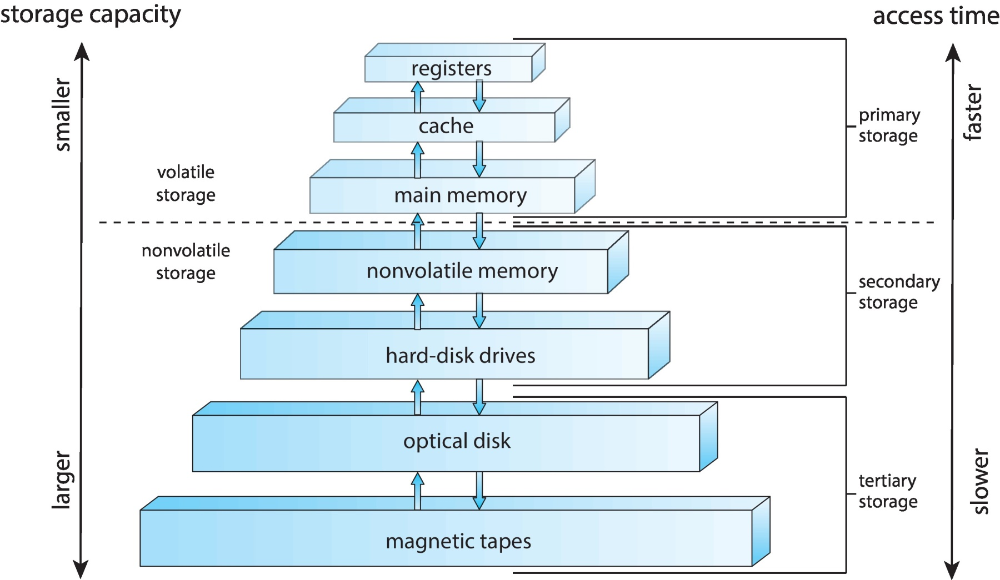 storage capacity
access time
smaller
larger
volatile
storage
nonvolatile
storage
registers
cache
main memory
nonvolatile memory
hard-disk drives
optical disk
magnetic tapes
primary
storage
secondary
storage
tertiary
storage
faster
slower